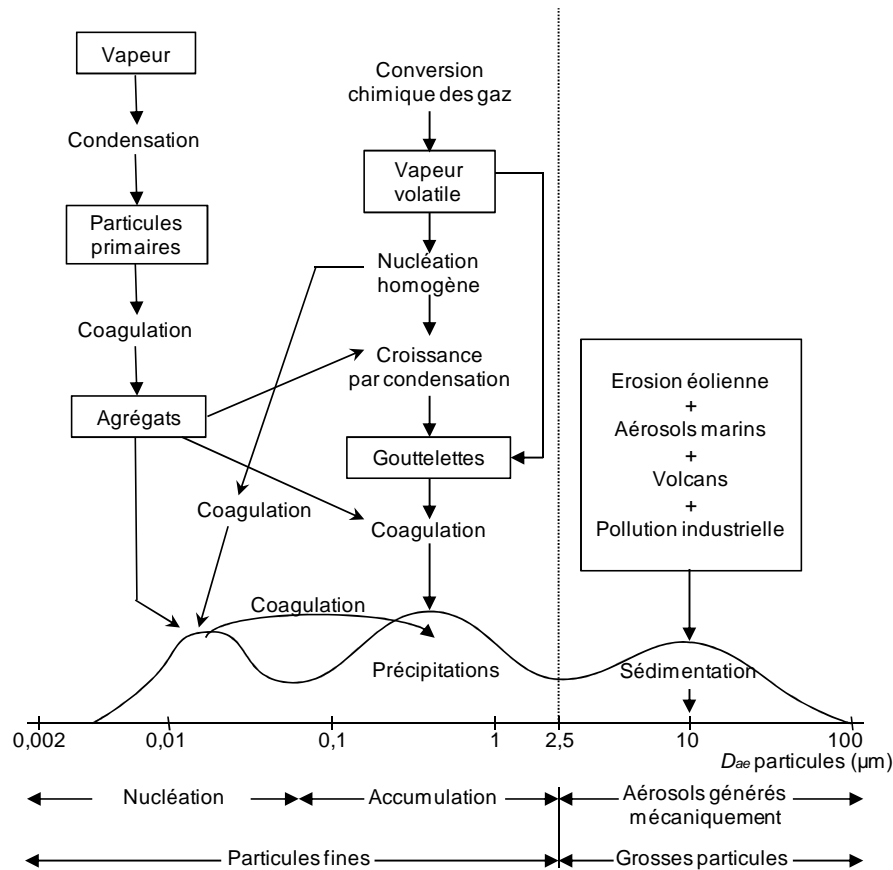 Vapeur
Condensation
Particules
primaires
Coagulation
Agrégats
Conversion
chimique des gaz
Vapeur
volatile
Nucléation
homogène
Croissance
par condensation
Gouttelettes
Coagulation
Coagulation
Coagulation
Erosion éolienne
+
Aérosols marins
+
Volcans
+
Pollution industrielle
Précipitations
Sédimentation
0,002 0,01 0,1 1 2,5 10 100
Dae particules (µm)
Nucléation
Accumulation
Aérosols générés
mécaniquement
Particules fines
Grosses particules